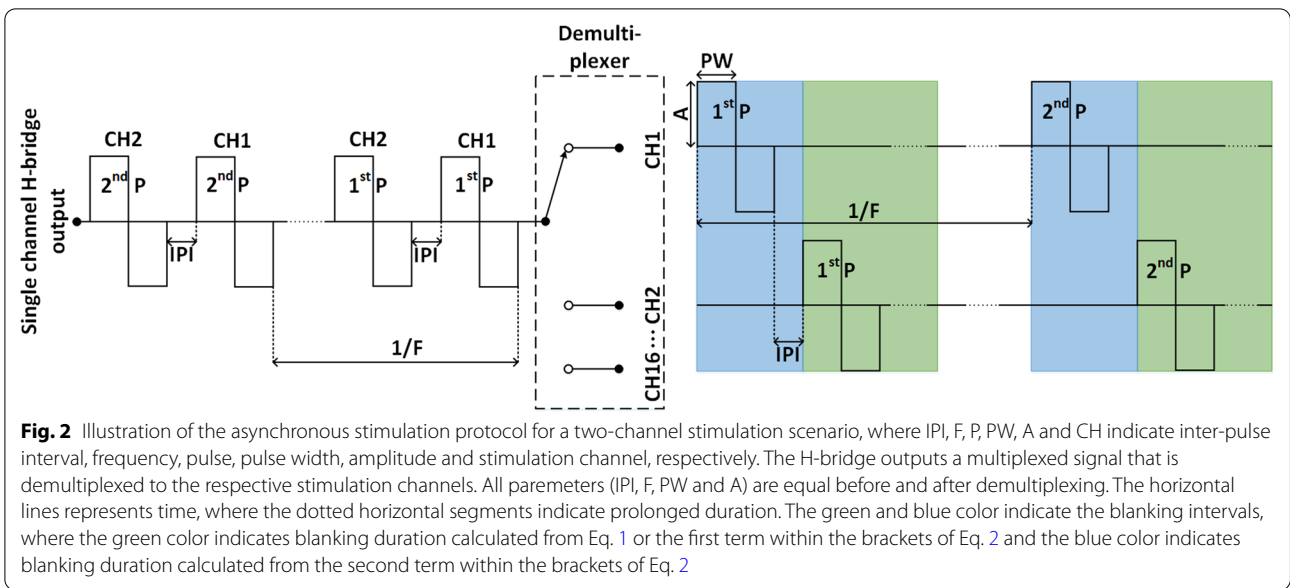 Demulti-
plexer
Single channel H-bridge
output
CH2
CH1
CH2
CH1
2nd P
2nd P
1st P
1st P
IPI
IPI
1/F
CH1
CH16 ... CH2
PW
A
1st P
2nd P
1/F
1st P
2nd P
IPI
Fig. 2 Illustration of the asynchronous stimulation protocol for a two-channel stimulation scenario, where IPI, F, P, PW, A and CH indicate inter-pulse
interval, frequency, pulse, pulse width, amplitude and stimulation channel, respectively. The H-bridge outputs a multiplexed signal that is
demultiplexed to the respective stimulation channels. All paremeters (IPI, F, PW and A) are equal before and after demultiplexing. The horizontal
lines represents time, where the dotted horizontal segments indicate prolonged duration. The green and blue color indicate the blanking intervals,
where the green color indicates blanking duration calculated from Eq. 1 or the first term within the brackets of Eq. 2 and the blue color indicates
blanking duration calculated from the second term within the brackets of Eq. 2